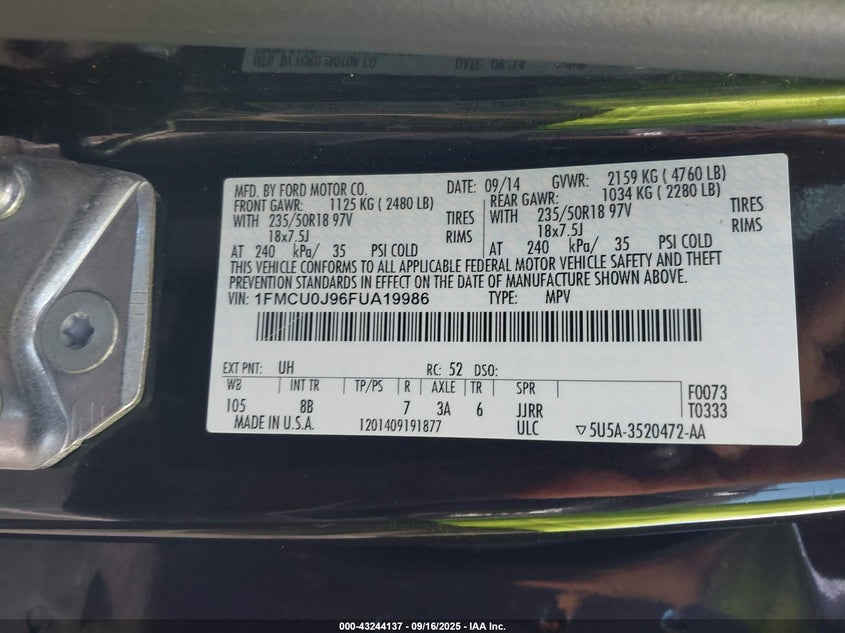 MFD. BY FORD MOTOR CO.
MFD. BY FORD MOTOR CO. DATE: 09/14 GVWR: 2159 KG ( 4760 LB)
FRONT GAWR: 1125 KG ( 2480 LB) REAR GAWR: 1034 KG ( 2280 LB)
WITH 235/50R18 97V TIRES WITH 235/50R18 97V TIRES
18x7.5J RIMS 18x7.5J RIMS
AT 240 kPa/ 35 PSI COLD AT 240 kPa/ 35 PSI COLD
THIS VEHICLE CONFORMS TO ALL APPLICABLE FEDERAL MOTOR VEHICLE SAFETY AND THEFT
PREVENTION STANDARDS IN EFFECT ON THE DATE OF MANUFACTURE SHOWN ABOVE.
VIN: 1FMCU0J96FUA19986 TYPE: MPV
EXT PNT: UH RC: 52 DSO:
WB INT TR TP/PS R AXLE TR SPR F0073
105 8B 7 3A 6 JJRR T0333
MADE IN U.S.A. 1201409191877 ULC ▽5U5A-3520472-AA
000-43244137 - 09/16/2025 - IAA Inc.